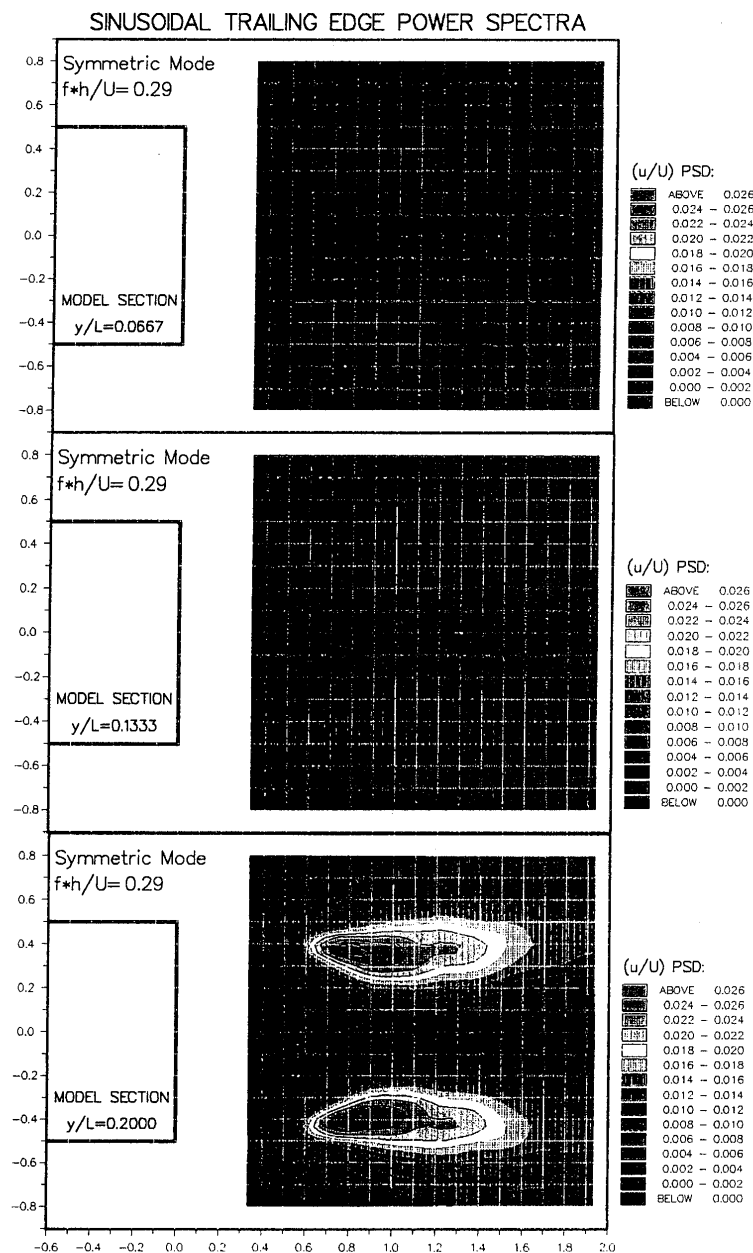 SINUSOIDAL TRAILING EDGE POWER SPECTRA
Symmetric Mode
f*h/U= 0.29
MODEL SECTION
y/L=0.0667
0.8
0.6
0.4
0.2
0.0
-0.2
-0.4
-0.6
-0.8
(u/U) PSD:
ABOVE 0.026
0.024 - 0.026
0.022 - 0.024
0.020 - 0.022
0.018 - 0.020
0.016 - 0.018
0.014 - 0.016
0.012 - 0.014
0.010 - 0.012
0.008 - 0.010
0.006 - 0.008
0.004 - 0.006
0.002 - 0.004
0.000 - 0.002
BELOW 0.000
Symmetric Mode
f*h/U= 0.29
MODEL SECTION
y/L=0.1333
0.8
0.6
0.4
0.2
0.0
-0.2
-0.4
-0.6
-0.8
(u/U) PSD:
ABOVE 0.026
0.024 - 0.026
0.022 - 0.024
0.020 - 0.022
0.018 - 0.020
0.016 - 0.018
0.014 - 0.016
0.012 - 0.014
0.010 - 0.012
0.008 - 0.010
0.006 - 0.008
0.004 - 0.006
0.002 - 0.004
0.000 - 0.002
BELOW 0.000
Symmetric Mode
f*h/U= 0.29
MODEL SECTION
y/L=0.2000
0.8
0.6
0.4
0.2
0.0
-0.2
-0.4
-0.6
-0.8
(u/U) PSD:
ABOVE 0.026
0.024 - 0.026
0.022 - 0.024
0.020 - 0.022
0.018 - 0.020
0.016 - 0.018
0.014 - 0.016
0.012 - 0.014
0.010 - 0.012
0.008 - 0.010
0.006 - 0.008
0.004 - 0.006
0.002 - 0.004
0.000 - 0.002
BELOW 0.000
-0.6 -0.4 -0.2 0.0 0.2 0.4 0.6 0.8 1.0 1.2 1.4 1.6 1.8 2.0